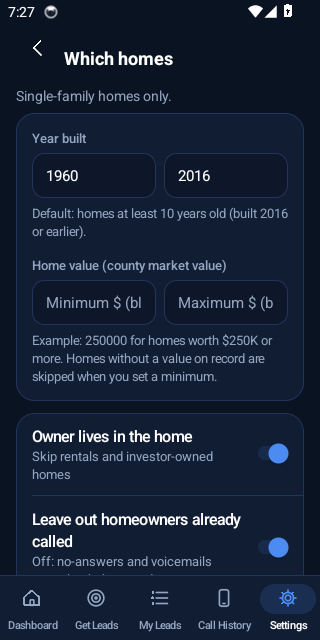 7:27
Which homes
Single-family homes only.
Year built
1960
2016
Default: homes at least 10 years old (built 2016
or earlier).
Home value (county market value)
Minimum $ (bl
Maximum $ (b
Example: 250000 for homes worth $250K or
more. Homes without a value on record are
skipped when you set a minimum.
Owner lives in the home
Skip rentals and investor-owned
homes
Leave out homeowners already
called
Off: no-answers and voicemails
Dashboard
Get Leads
My Leads
Call History
Settings